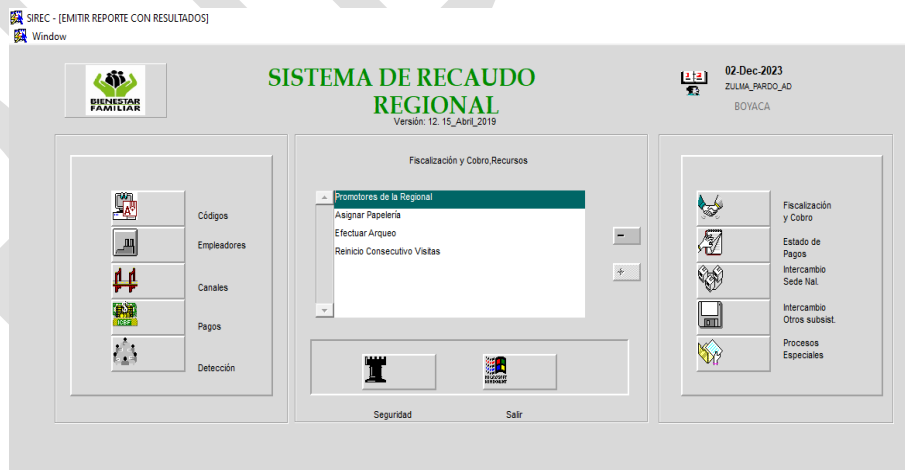 SIREC - [EMITIR REPORTE CON RESULTADOS]
Window
BIENESTAR
FAMILIAR
SISTEMA DE RECAUDO
REGIONAL
Versión: 12. 15_Abril_2019
02-Dec-2023
ZULMA_PARDO_AD
BOYACA
Códigos
Empleadores
Canales
Pagos
Detección
Fiscalización y Cobro,Recursos
Promotores de la Regional
Asignar Papelería
Efectuar Arqueo
Reinicio Consecutivo Visitas
Seguridad
Salir
Fiscalización
y Cobro
Estado de
Pagos
Intercambio
Sede Nal.
Intercambio
Otros subsist.
Procesos
Especiales